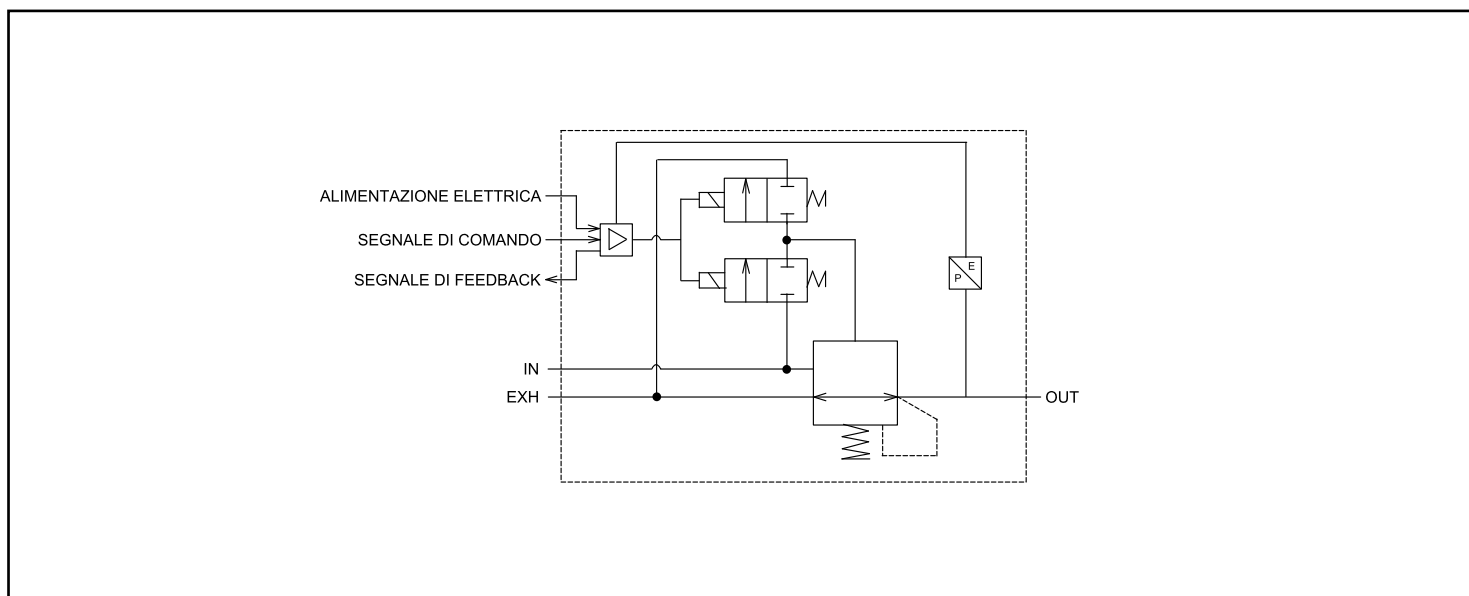 ALIMENTAZIONE ELETTRICA
SEGNALE DI COMANDO
SEGNALE DI FEEDBACK
E
P
IN
EXH
OUT